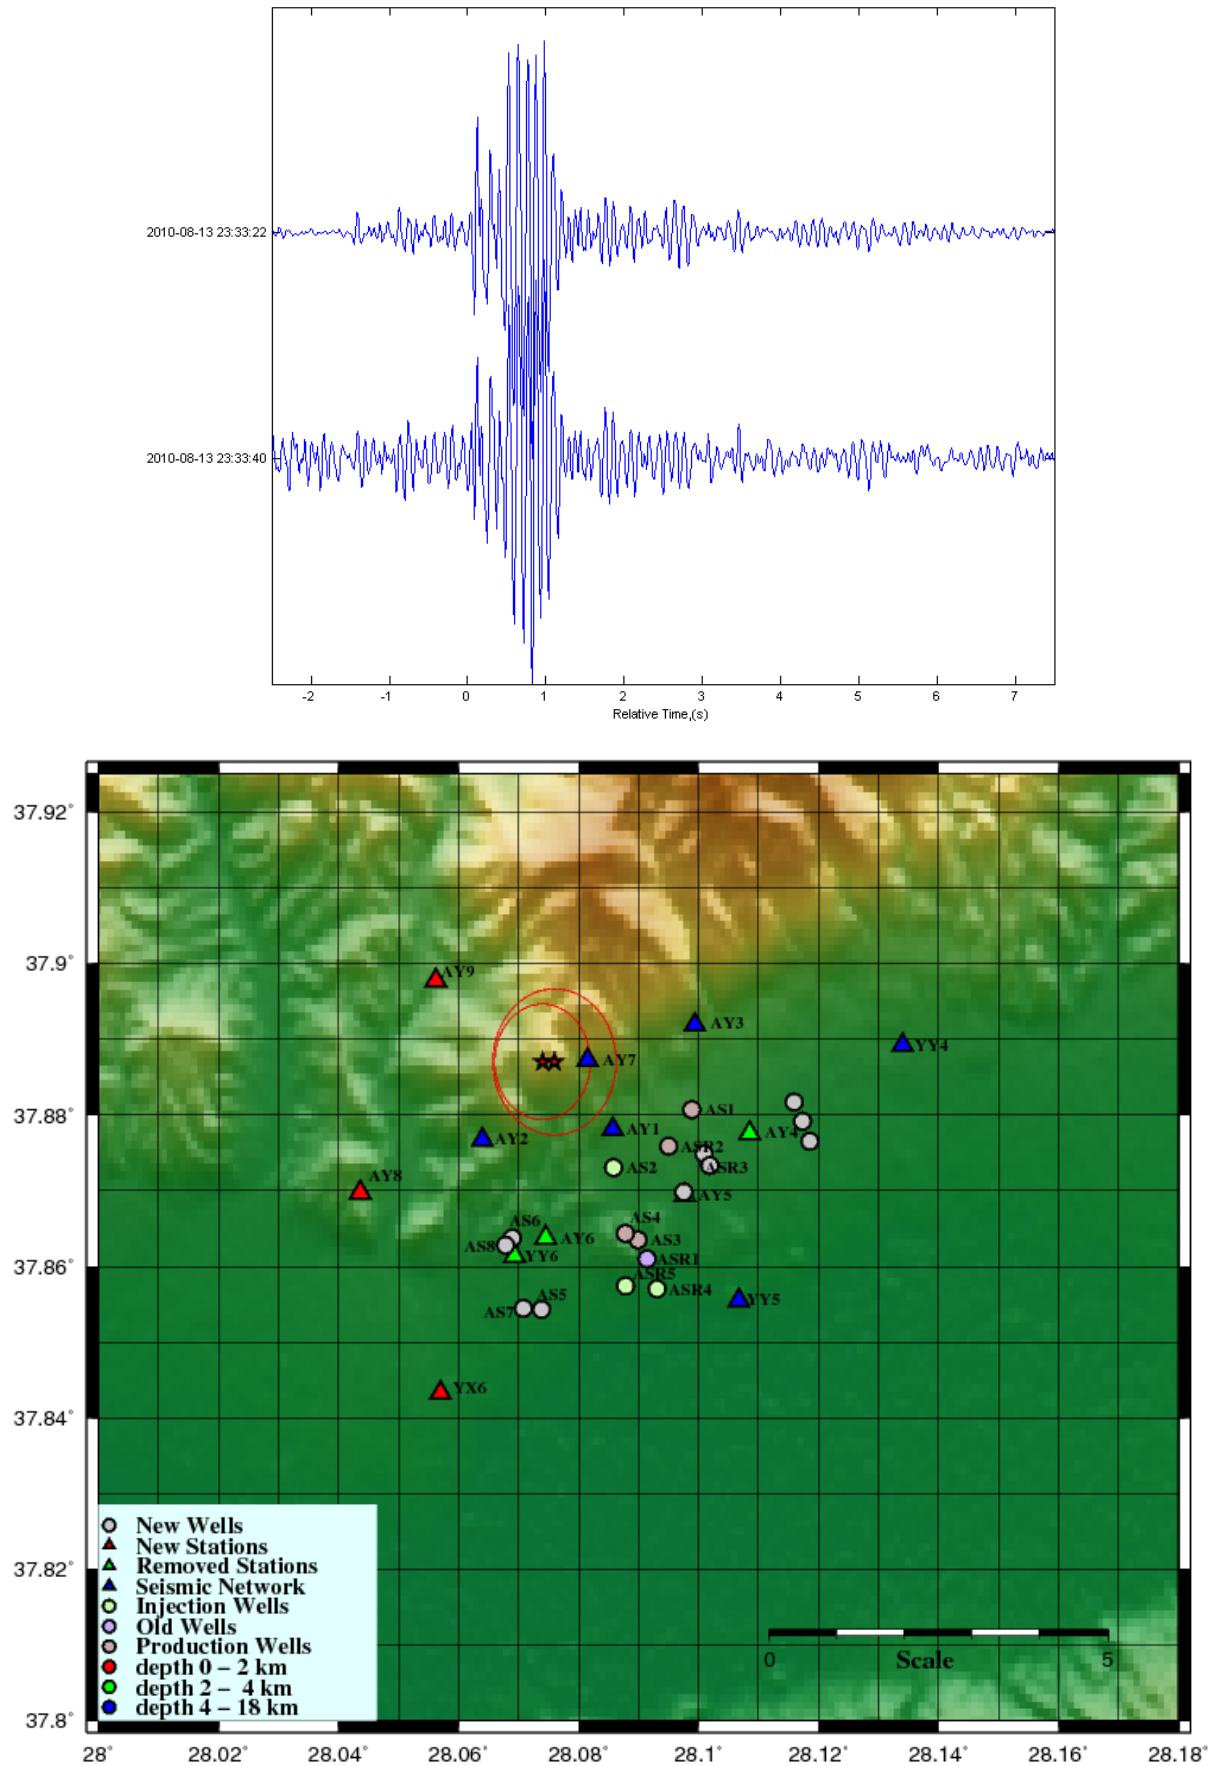 2010-08-13 23:33:22
2010-08-13 23:33:40
-2 -1 0 1 2 3 4 5 6 7
Relative Time,(s)
37.92°
37.9°
37.88°
37.86°
37.84°
37.82°
37.8°
AY9
AY3
YY4
AY7
AS1
AY1
AY4
AY2
ASR2
AS2
ASR3
AY8
AY5
AS6
AS4
AS8
AY6
AS3
YY6
ASR1
ASR5
ASR4
AS5
AS7
YY5
YX6
New Wells
New Stations
Removed Stations
Seismic Network
Injection Wells
Old Wells
Production Wells
depth 0 – 2 km
depth 2 – 4 km
depth 4 – 18 km
0 Scale 5
28° 28.02° 28.04° 28.06° 28.08° 28.1° 28.12° 28.14° 28.16° 28.18°